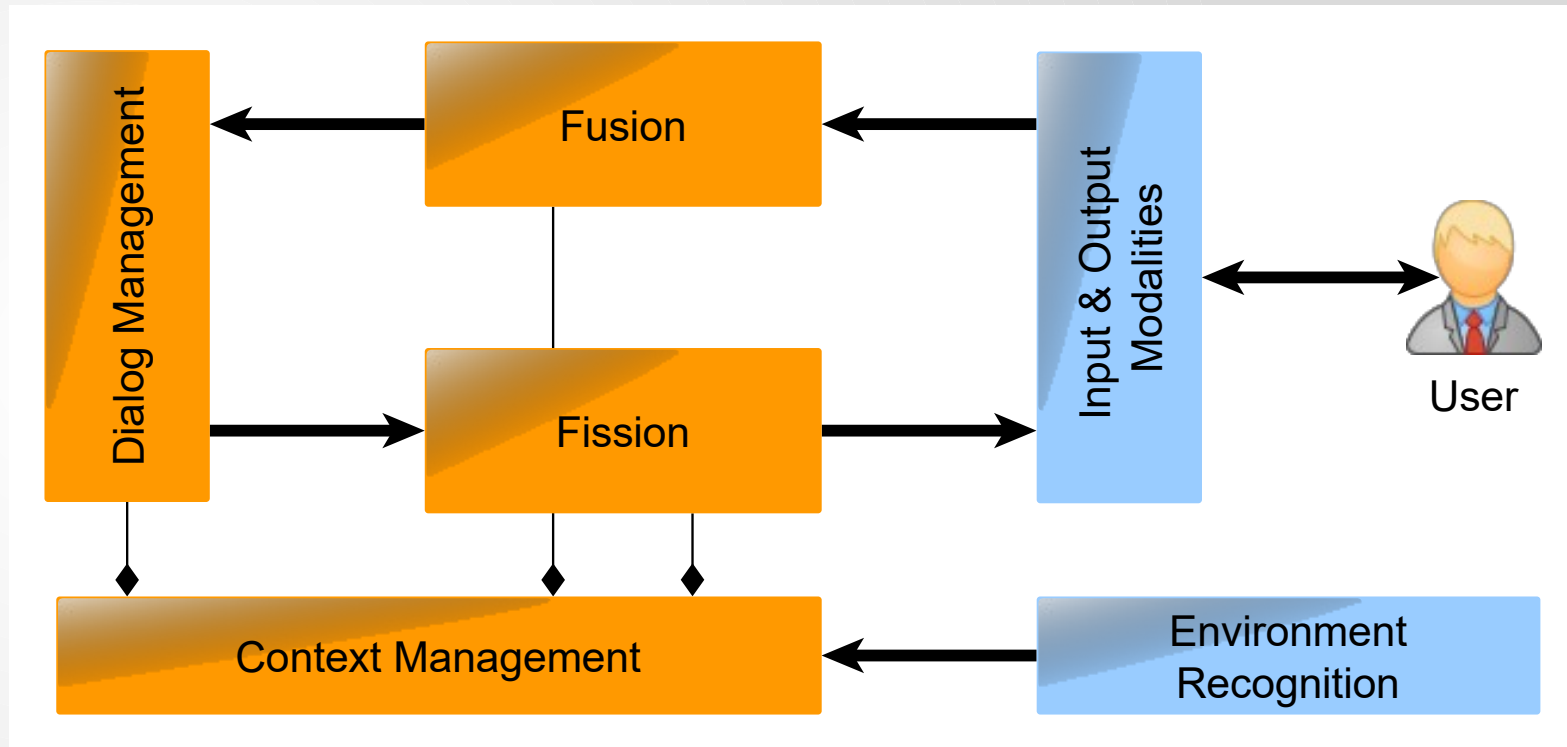 Dialog Management
Fusion
Input & Output
Modalities
User
Fission
Context Management
Environment
Recognition